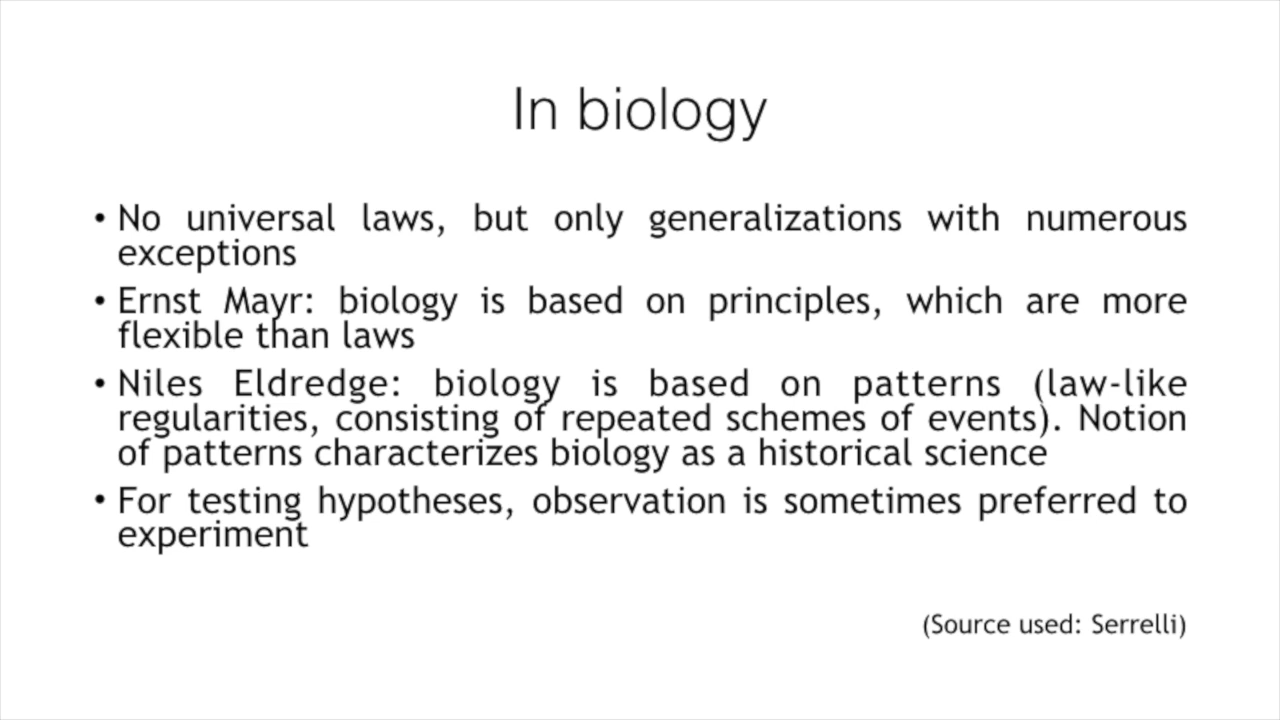 In biology
• No universal laws, but only generalizations with numerous
exceptions
• Ernst Mayr: biology is based on principles, which are more
flexible than laws
• Niles Eldredge: biology is based on patterns (law-like
regularities, consisting of repeated schemes of events). Notion
of patterns characterizes biology as a historical science
• For testing hypotheses, observation is sometimes preferred to
experiment
(Source used: Serrelli)